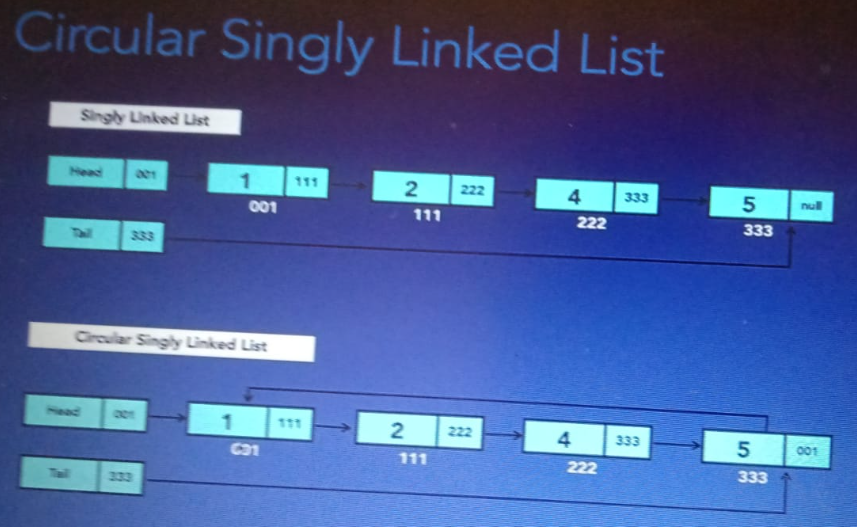 Circular Singly Linked List
Singly Linked List
Head 001 1 111 2 222 4 333 5 null
001 111 222 333
Tail 333
Circular Singly Linked List
Head 001 1 111 2 222 4 333 5 001
001 111 222 333
Tail 333